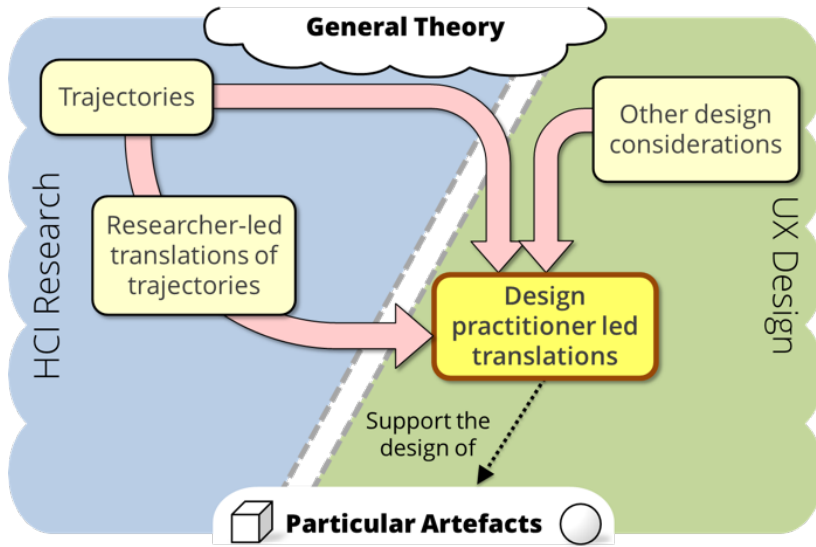 General Theory
Trajectories
Other design
considerations
HCI Research
Researcher-led
translations of
trajectories
UX Design
Design
practitioner led
translations
Support the
design of
Particular Artefacts